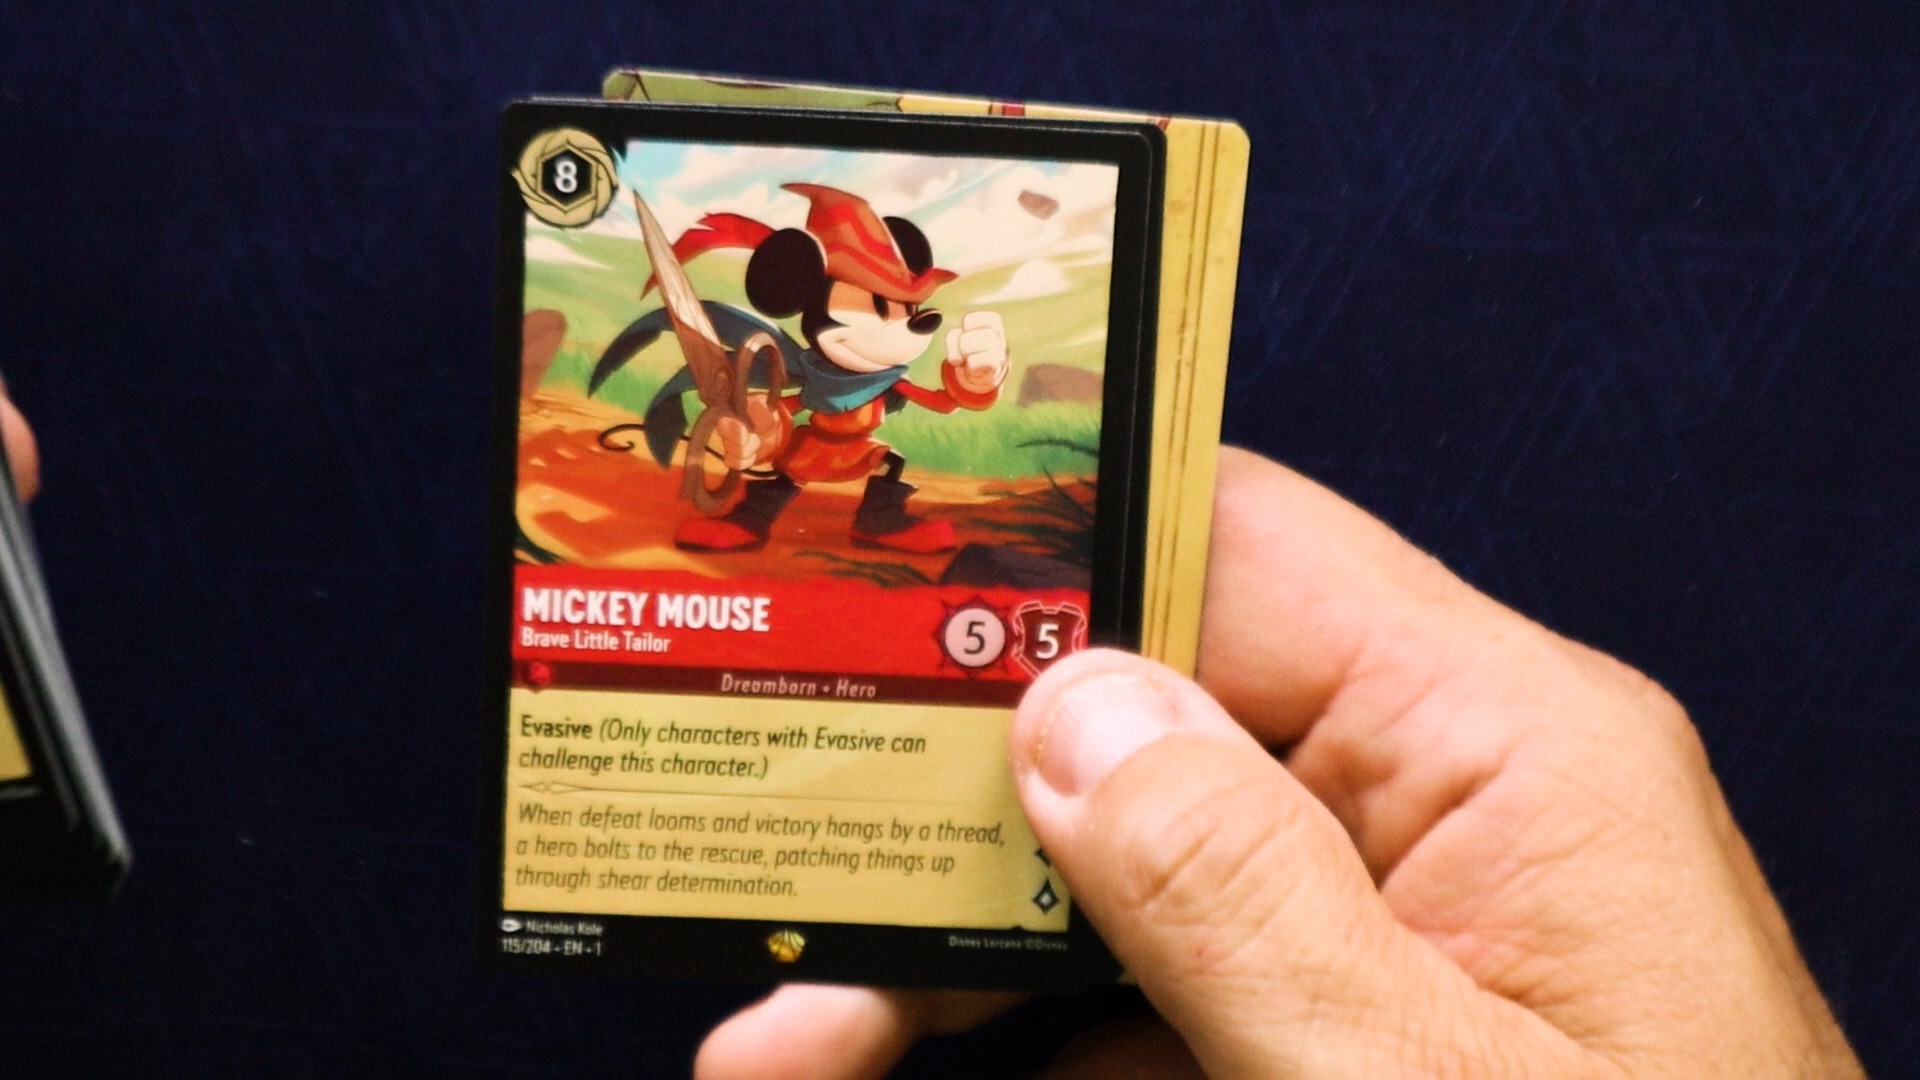 8
MICKEY MOUSE
Brave Little Tailor
5 5
Dreamborn • Hero
Evasive (Only characters with Evasive can
challenge this character.)
When defeat looms and victory hangs by a thread,
a hero bolts to the rescue, patching things up
through shear determination.
Nicholas Kole
115/204 • EN • 1
Disney Lorcana ©Disney